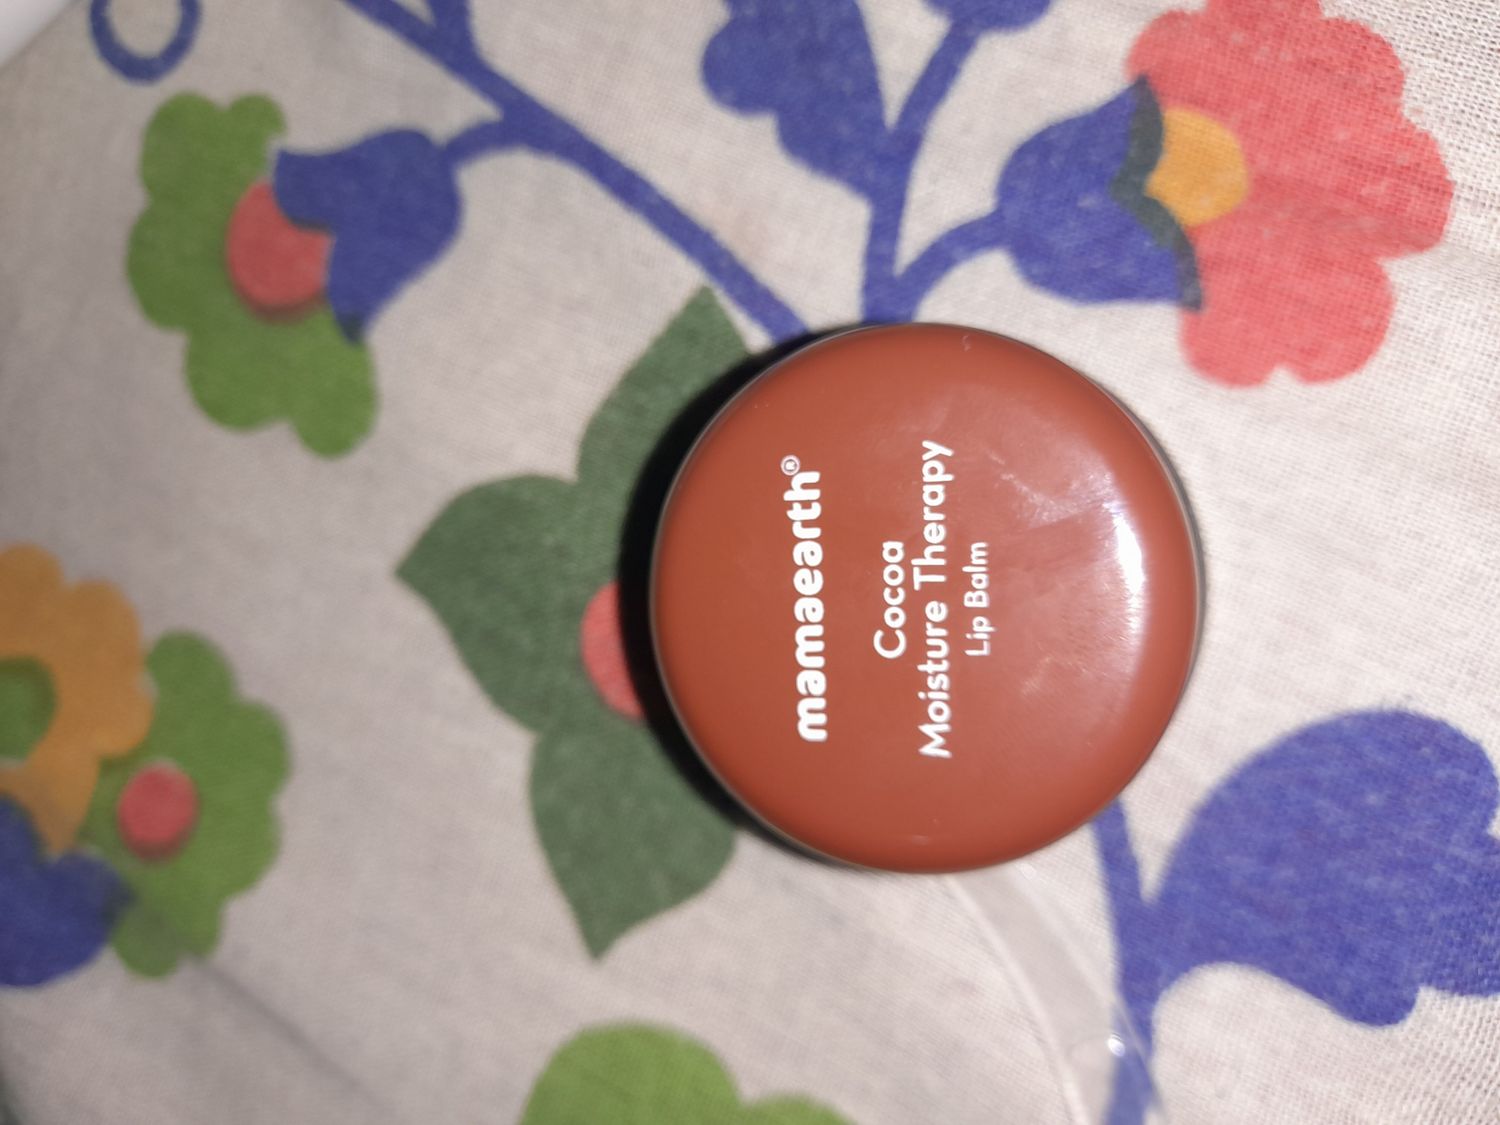 mamaearth®
Cocoa
Moisture Therapy
Lip Balm